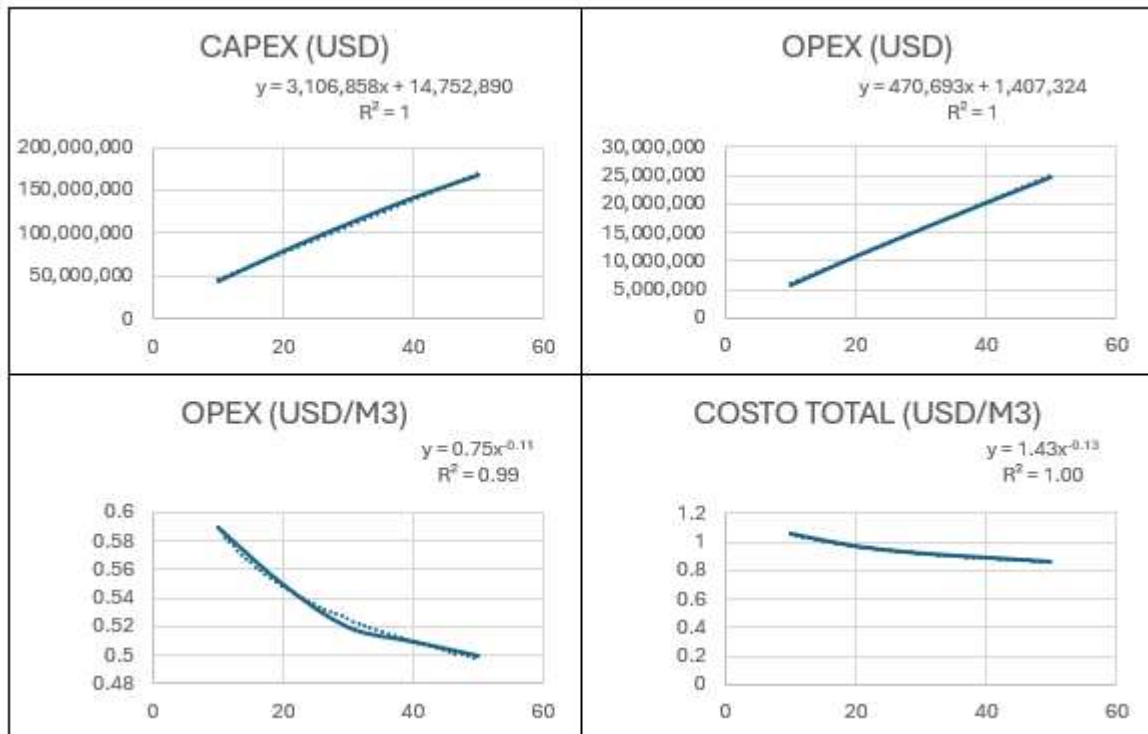 CAPEX (USD)
y = 3,106,858x + 14,752,890
R² = 1
200,000,000
150,000,000
100,000,000
50,000,000
0
0 20 40 60
OPEX (USD)
y = 470,693x + 1,407,324
R² = 1
30,000,000
25,000,000
20,000,000
15,000,000
10,000,000
5,000,000
0
0 20 40 60
OPEX (USD/M3)
y = 0.75x⁻⁰·¹¹
R² = 0.99
0.6
0.58
0.56
0.54
0.52
0.5
0.48
0 20 40 60
COSTO TOTAL (USD/M3)
y = 1.43x⁻⁰·¹³
R² = 1.00
1.2
1
0.8
0.6
0.4
0.2
0
0 20 40 60